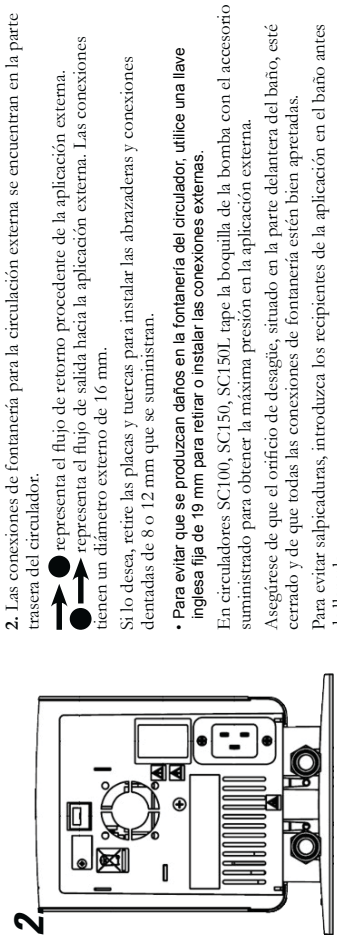 2
2. Las conexiones de fontanería para la circulación externa se encuentran en la parte
trasera del circulador.
representa el flujo de retorno procedente de la aplicación externa.
representa el flujo de salida hacia la aplicación externa. Las conexiones
tienen un diámetro externo de 16 mm.
Si lo desea, retire las placas y tuercas para instalar las abrazaderas y conexiones
dentadas de 8 o 12 mm que se suministran.
• Para evitar que se produzcan daños en la fontanería del circulador, utilice una llave
inglesa fija de 19 mm para retirar o instalar las conexiones externas.
En circuladores SC100, SC150, SC150L tape la boquilla de la bomba con el accesorio
suministrado para obtener la máxima presión en la aplicación externa.
Asegúrese de que el orificio de desagüe, situado en la parte delantera del baño, esté
cerrado y de que todas las conexiones de fontanería estén bien apretadas.
Para evitar salpicaduras, introduzca los recipientes de la aplicación en el baño antes